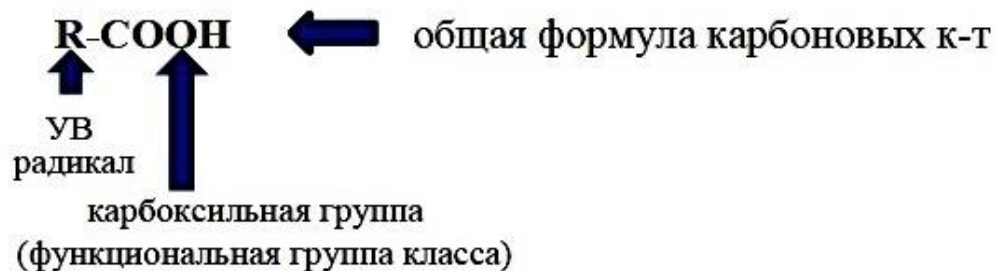 R-COOH общая формула карбоновых к-т
УВ
радикал
карбоксильная группа
(функциональная группа класса)